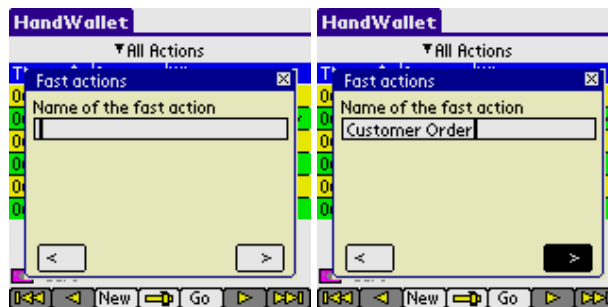 HandWallet
All Actions
Fast actions
Name of the fast action
<
>
New
Go
HandWallet
All Actions
Fast actions
Name of the fast action
Customer Order
<
>
New
Go